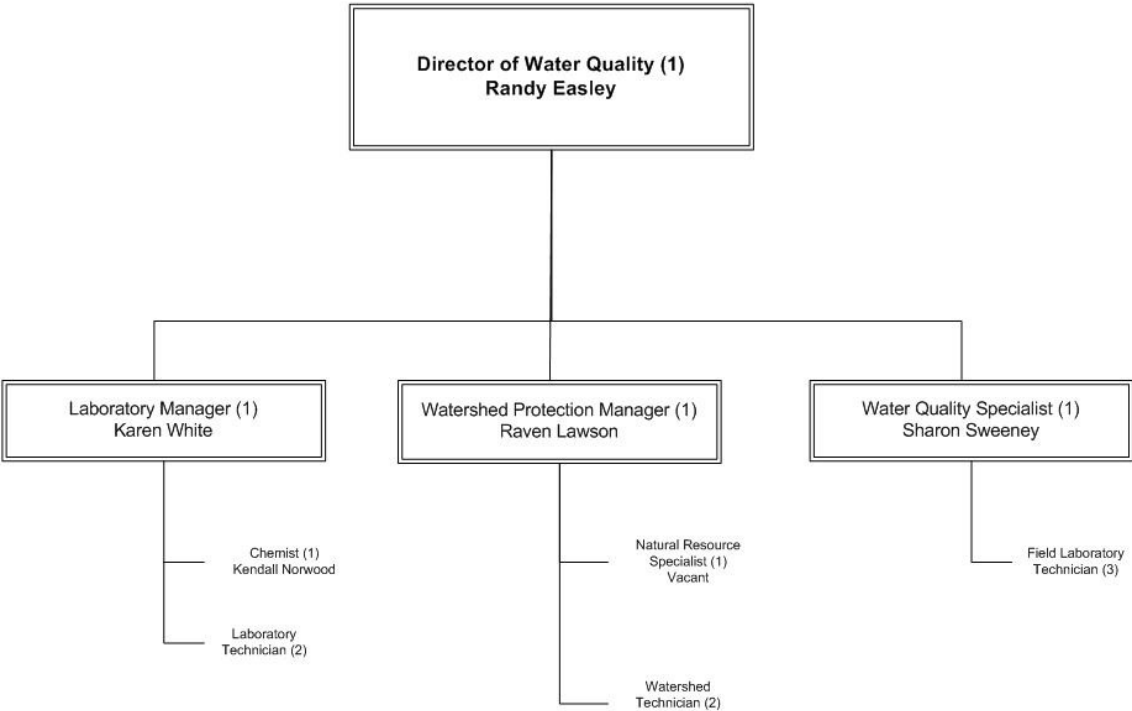 Director of Water Quality (1)
Randy Easley
Laboratory Manager (1)
Karen White
Watershed Protection Manager (1)
Raven Lawson
Water Quality Specialist (1)
Sharon Sweeney
Chemist (1)
Kendall Norwood
Laboratory
Technician (2)
Natural Resource
Specialist (1)
Vacant
Watershed
Technician (2)
Field Laboratory
Technician (3)